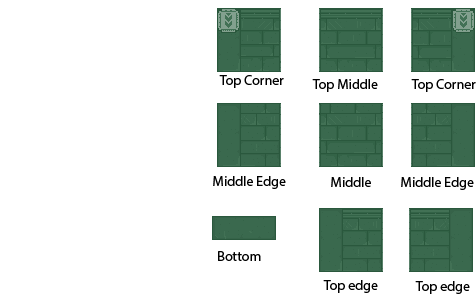 Top Corner
Top Middle
Top Corner
Middle Edge
Middle
Middle Edge
Bottom
Top edge
Top edge